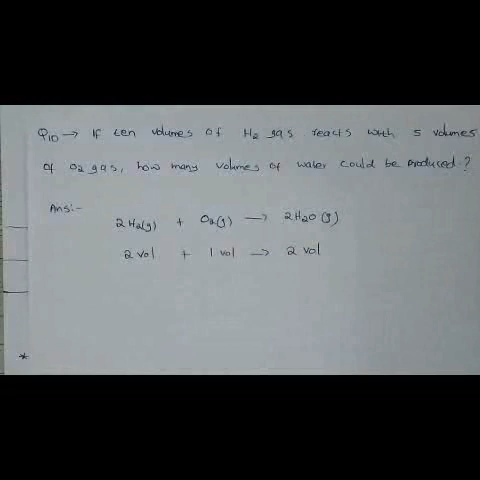 Q10 → If ten volumes of H2 gas reacts with 5 volumes
of O2 gas, how many volumes of water could be produced?
Ans:-
2H2(g) + O2(g) → 2H2O (g)
2 vol + 1 vol → 2 vol
*